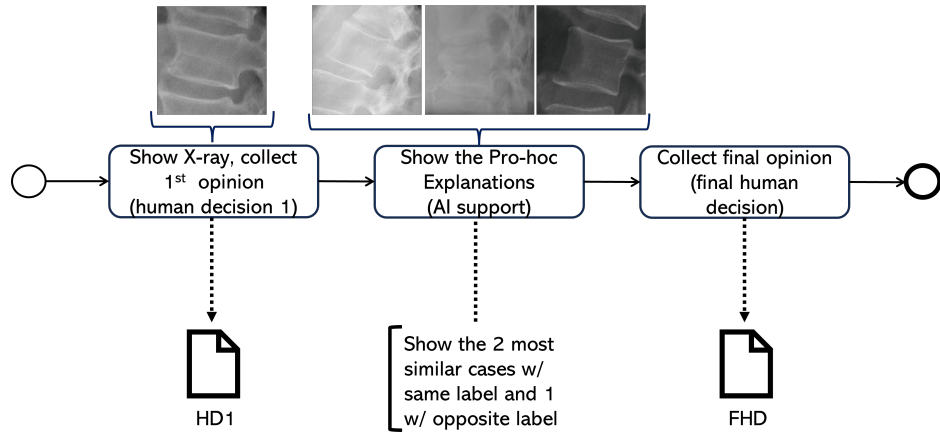 Show X-ray, collect
1st opinion
(human decision 1)
Show the Pro-hoc
Explanations
(AI support)
Collect final opinion
(final human
decision)
HD1
Show the 2 most
similar cases w/
same label and 1
w/ opposite label
FHD